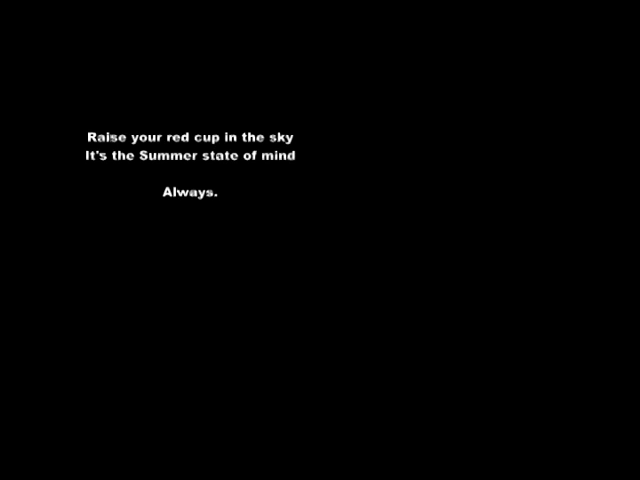 Raise your red cup in the sky
It's the Summer state of mind
Always.